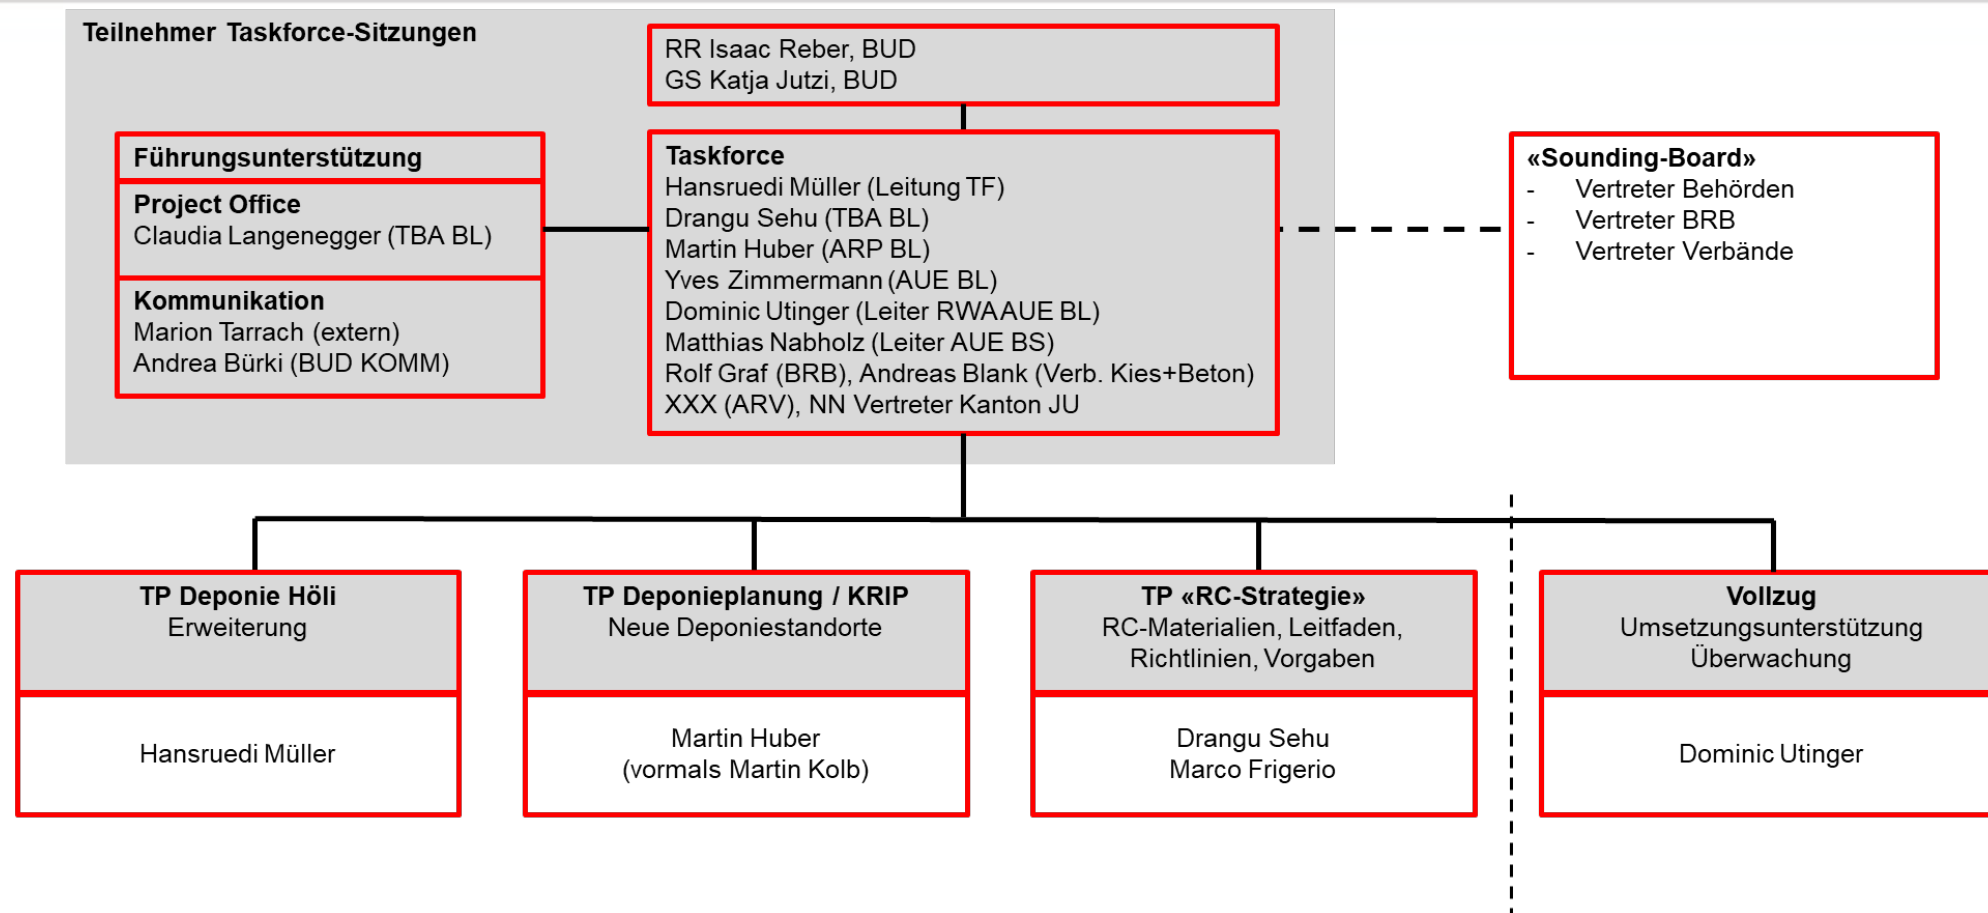 Teilnehmer Taskforce-Sitzungen
RR Isaac Reber, BUD
GS Katja Jutzi, BUD
Führungsunterstützung
Project Office
Claudia Langenegger (TBA BL)
Kommunikation
Marion Tarrach (extern)
Andrea Bürki (BUD KOMM)
Taskforce
Hansruedi Müller (Leitung TF)
Drangu Sehu (TBA BL)
Martin Huber (ARP BL)
Yves Zimmermann (AUE BL)
Dominic Utinger (Leiter RWA AUE BL)
Matthias Nabholz (Leiter AUE BS)
Rolf Graf (BRB), Andreas Blank (Verb. Kies+Beton)
XXX (ARV), NN Vertreter Kanton JU
«Sounding-Board»
- Vertreter Behörden
- Vertreter BRB
- Vertreter Verbände
TP Deponie Höli
Erweiterung
Hansruedi Müller
TP Deponieplanung / KRIP
Neue Deponiestandorte
Martin Huber
(vormals Martin Kolb)
TP «RC-Strategie»
RC-Materialien, Leitfaden,
Richtlinien, Vorgaben
Drangu Sehu
Marco Frigerio
Vollzug
Umsetzungsunterstützung
Überwachung
Dominic Utinger